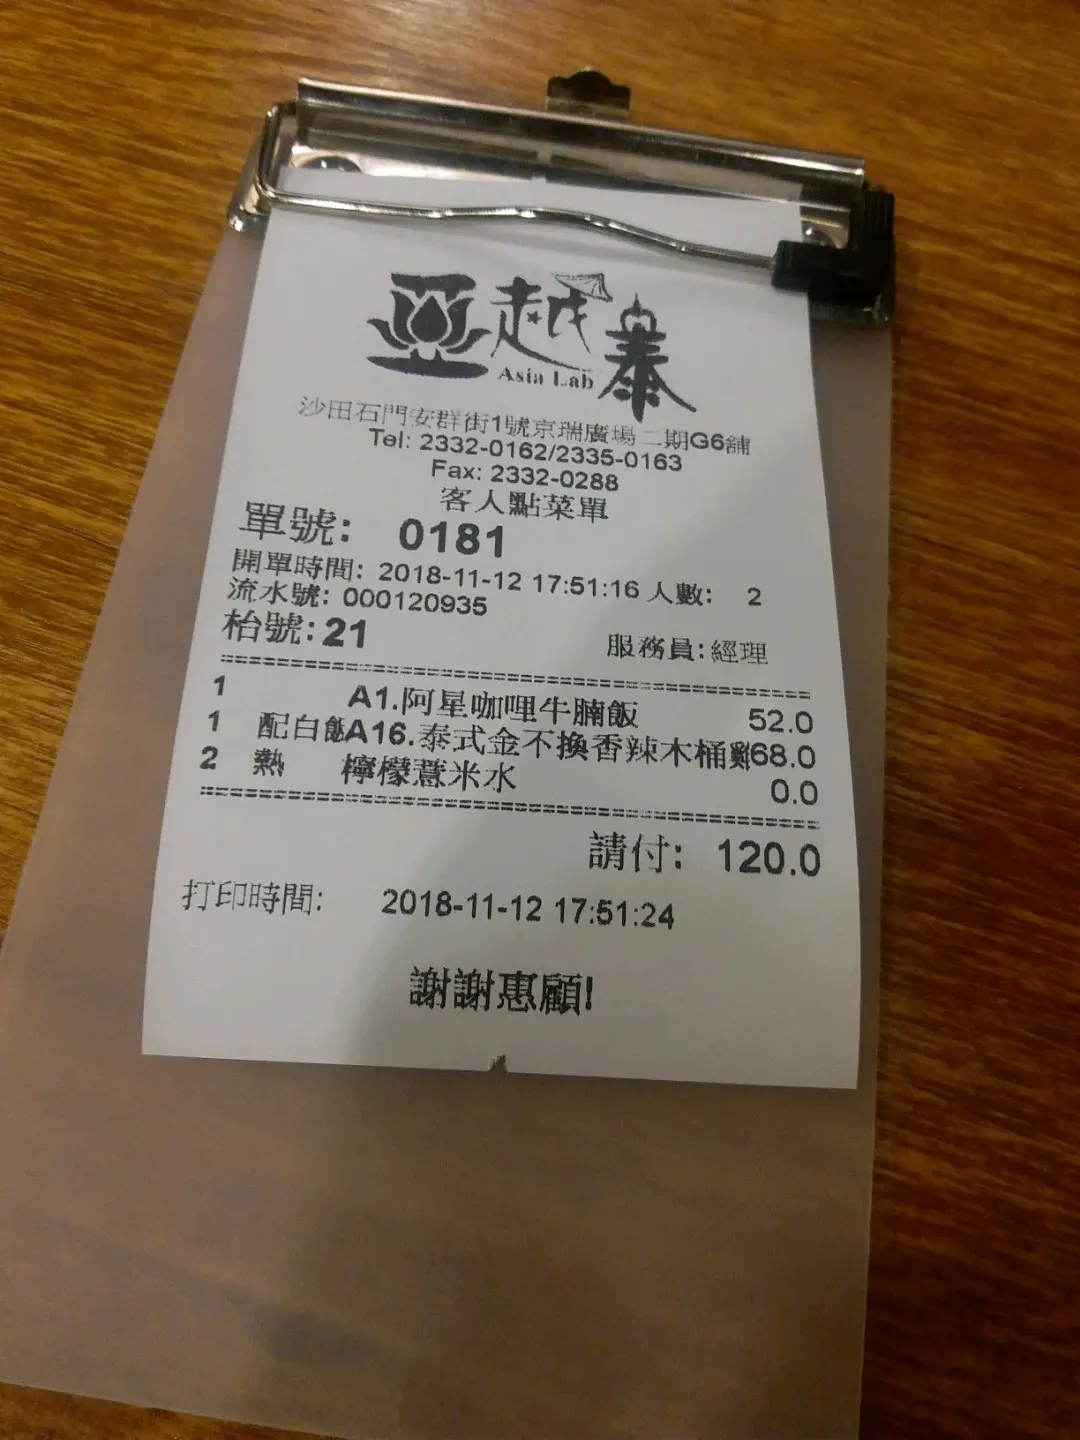 亞越泰
Asia Lab
沙田石門安群街1號京瑞廣場二期G6舖
Tel: 2332-0162/2335-0163
Fax: 2332-0288
客人點菜單
單號: 0181
開單時間: 2018-11-12 17:51:16 人數: 2
流水號: 000120935
枱號:21 服務員:經理
1 A1.阿星咖哩牛腩飯 52.0
1 配白飯A16.泰式金不換香辣木桶雞68.0
2 熱 檸檬薏米水 0.0
請付: 120.0
打印時間: 2018-11-12 17:51:24
謝謝惠顧!